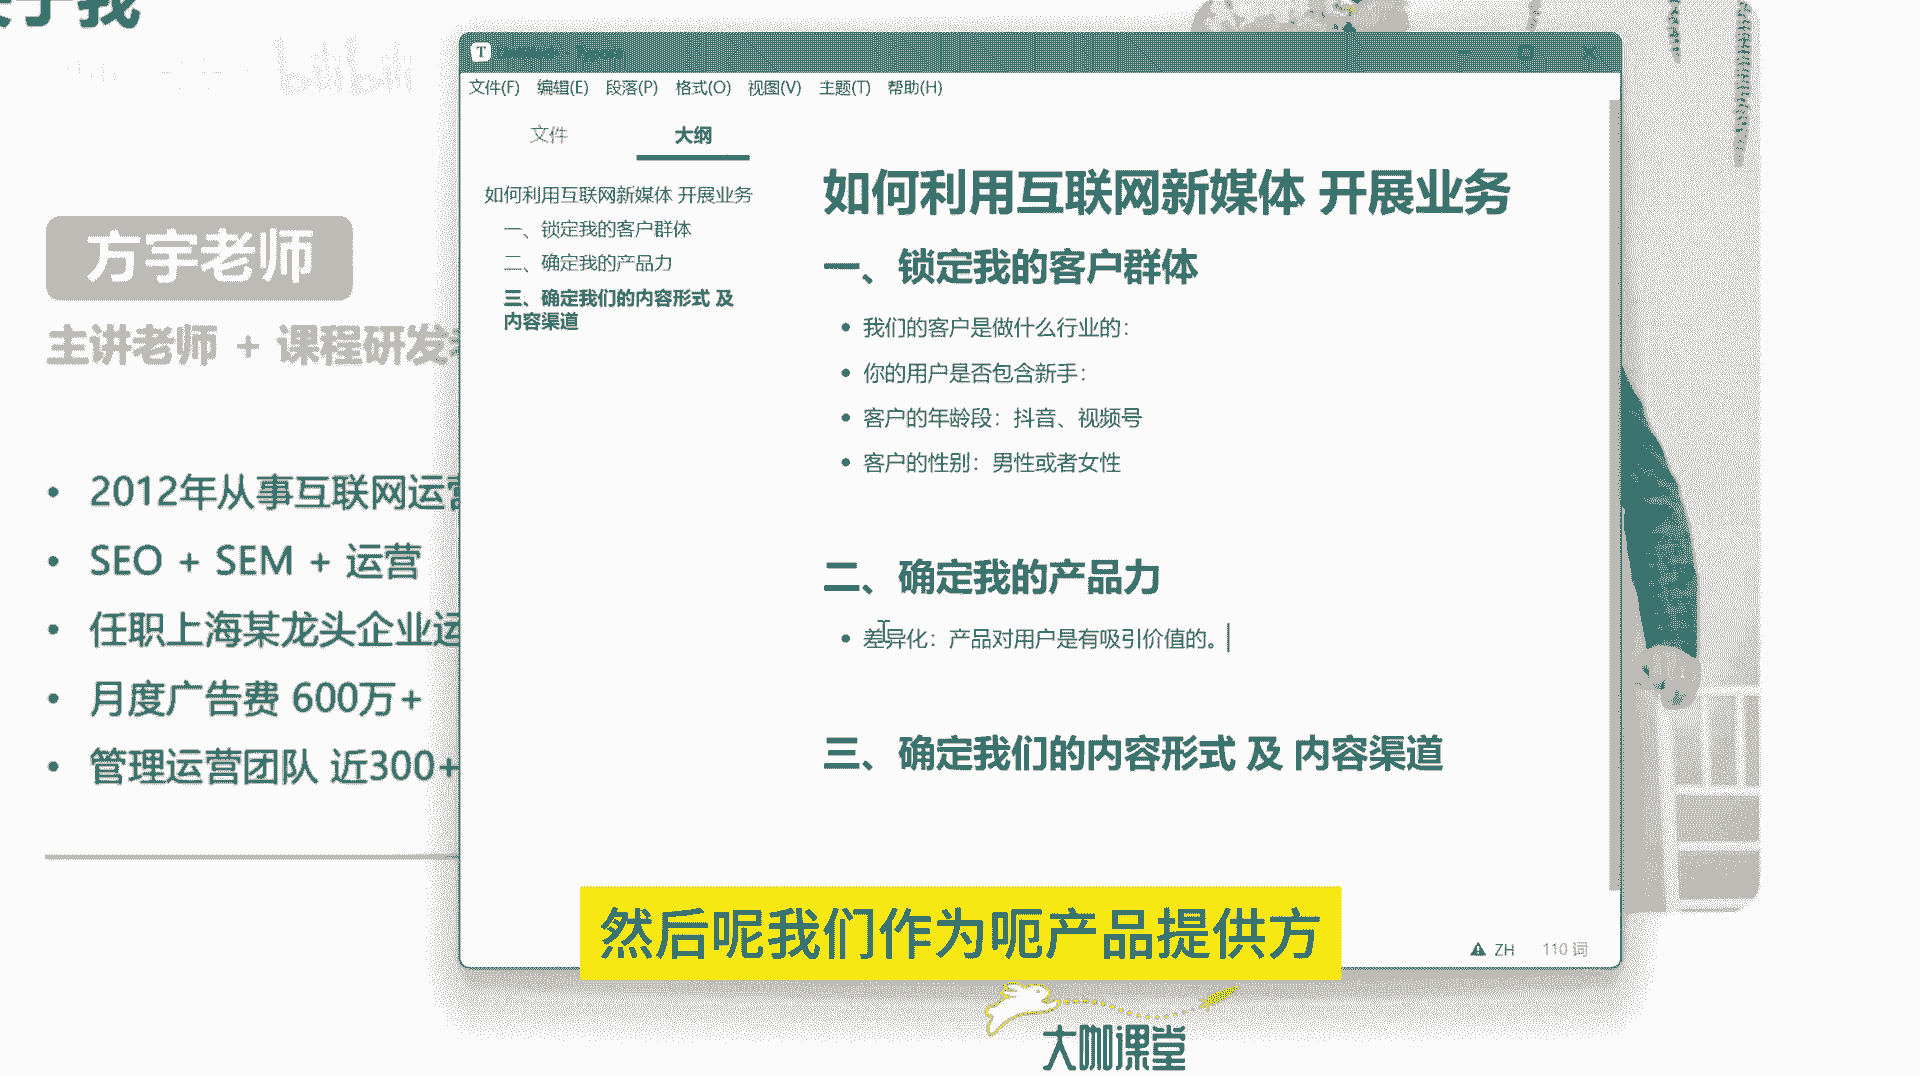 关于我
bilibili
方宇老师
主讲老师 + 课程研发
2012年从事互联网运营
SEO + SEM + 运营
任职上海某龙头企业运
月度广告费 600万+
管理运营团队 近300+
T
文件(F) 编辑(E) 段落(P) 格式(O) 视图(V) 主题(T) 帮助(H)
文件 大纲
如何利用互联网新媒体 开展业务
一、锁定我的客户群体
二、确定我的产品力
三、确定我们的内容形式 及
内容渠道
如何利用互联网新媒体 开展业务
一、锁定我的客户群体
我们的客户是做什么行业的：
你的用户是否包含新手：
客户的年龄段：抖音、视频号
客户的性别：男性或者女性
二、确定我的产品力
差异化：产品对用户是有吸引价值的。
三、确定我们的内容形式 及 内容渠道
ZH 110 词
然后呢我们作为呃产品提供方
大咖课堂